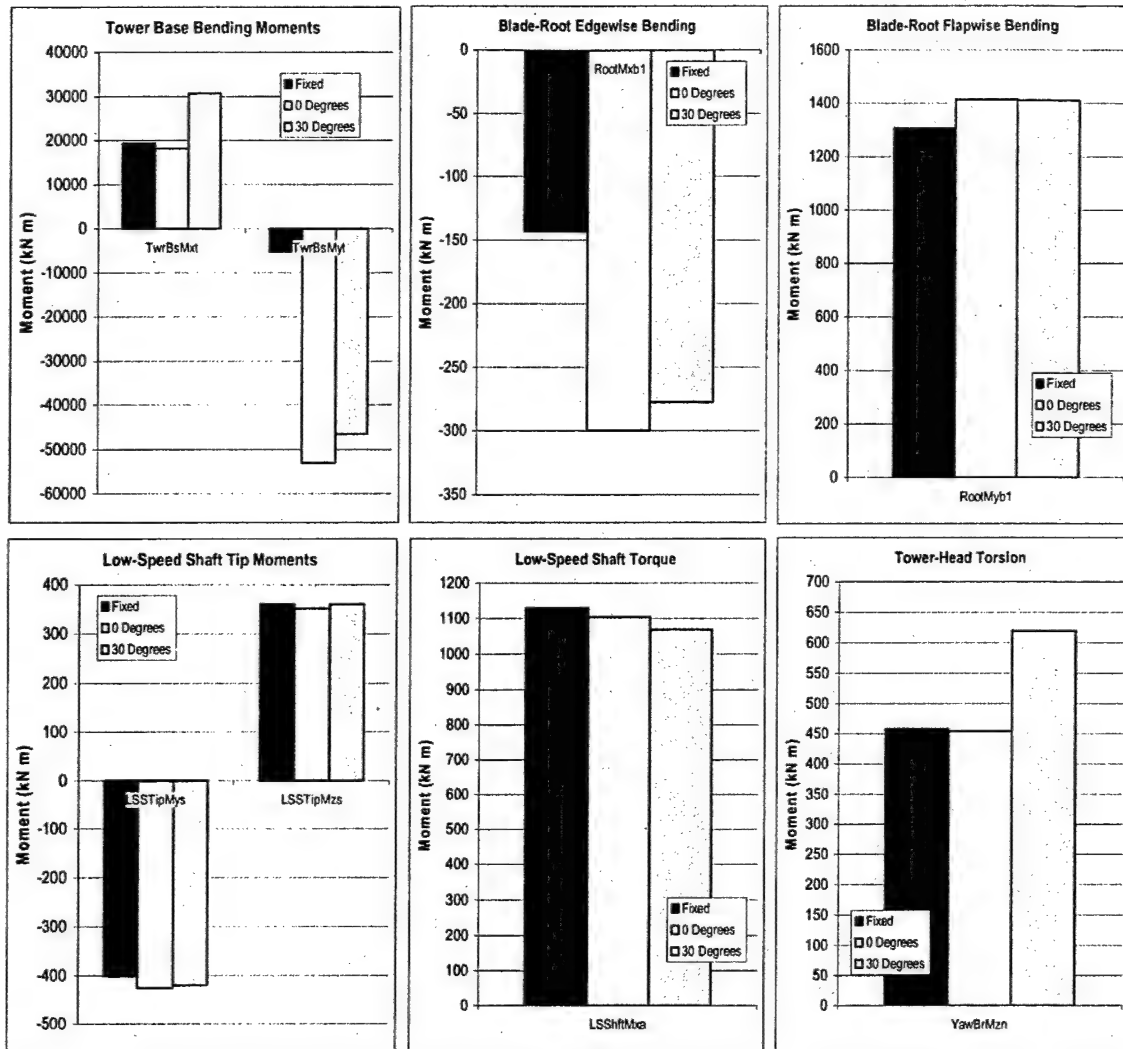 Tower Base Bending Moments
Moment (kN m)
40000
30000
20000
10000
0
-10000
-20000
-30000
-40000
-50000
-60000
Fixed
0 Degrees
30 Degrees
TwrBsMxt
TwrBsMyt
Blade-Root Edgewise Bending
Moment (kN m)
0
-50
-100
-150
-200
-250
-300
-350
RootMxb1
Fixed
0 Degrees
30 Degrees
Blade-Root Flapwise Bending
Moment (kN m)
1600
1400
1200
1000
800
600
400
200
0
Fixed
0 Degrees
30 Degrees
RootMyb1
Low-Speed Shaft Tip Moments
Moment (kN m)
400
300
200
100
0
-100
-200
-300
-400
-500
Fixed
0 Degrees
30 Degrees
LSSTipMys
LSSTipMzs
Low-Speed Shaft Torque
Moment (kN m)
1200
1100
1000
900
800
700
600
500
400
300
200
100
0
Fixed
0 Degrees
30 Degrees
LSShftMxa
Tower-Head Torsion
Moment (kN m)
700
650
600
550
500
450
400
350
300
250
200
150
100
50
0
Fixed
0 Degrees
30 Degrees
YawBrMzn